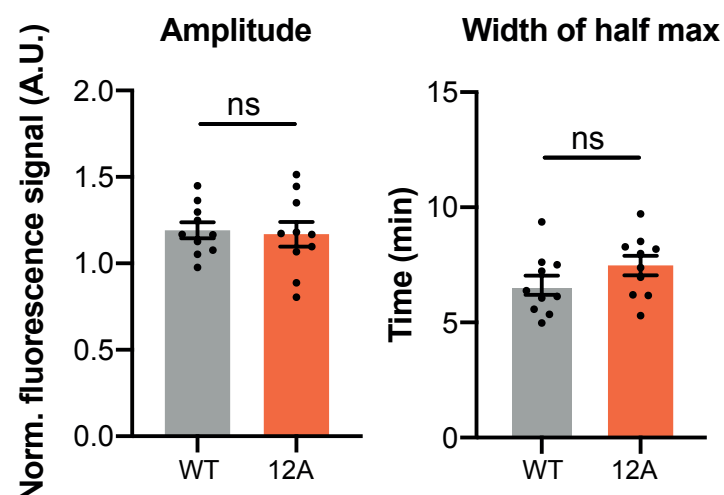 Amplitude
Norm. fluorescence signal (A.U.)
2.0
1.5
1.0
0.5
0.0
ns
WT
12A
Width of half max
Time (min)
15
10
5
0
ns
WT
12A